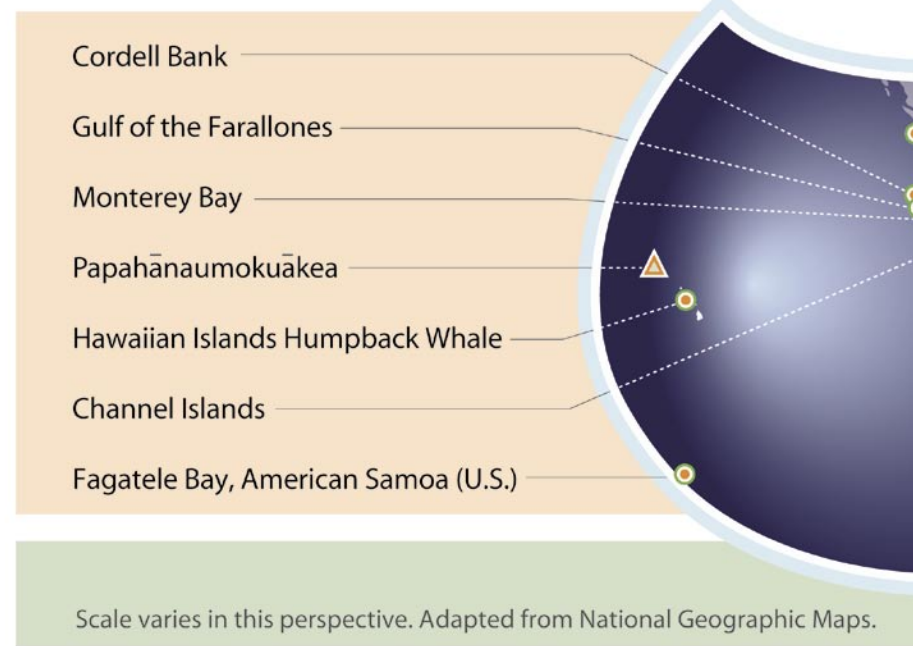 Cordell Bank
Gulf of the Farallones
Monterey Bay
Papahānaumokuākea
Hawaiian Islands Humpback Whale
Channel Islands
Fagatele Bay, American Samoa (U.S.)
Scale varies in this perspective. Adapted from National Geographic Maps.